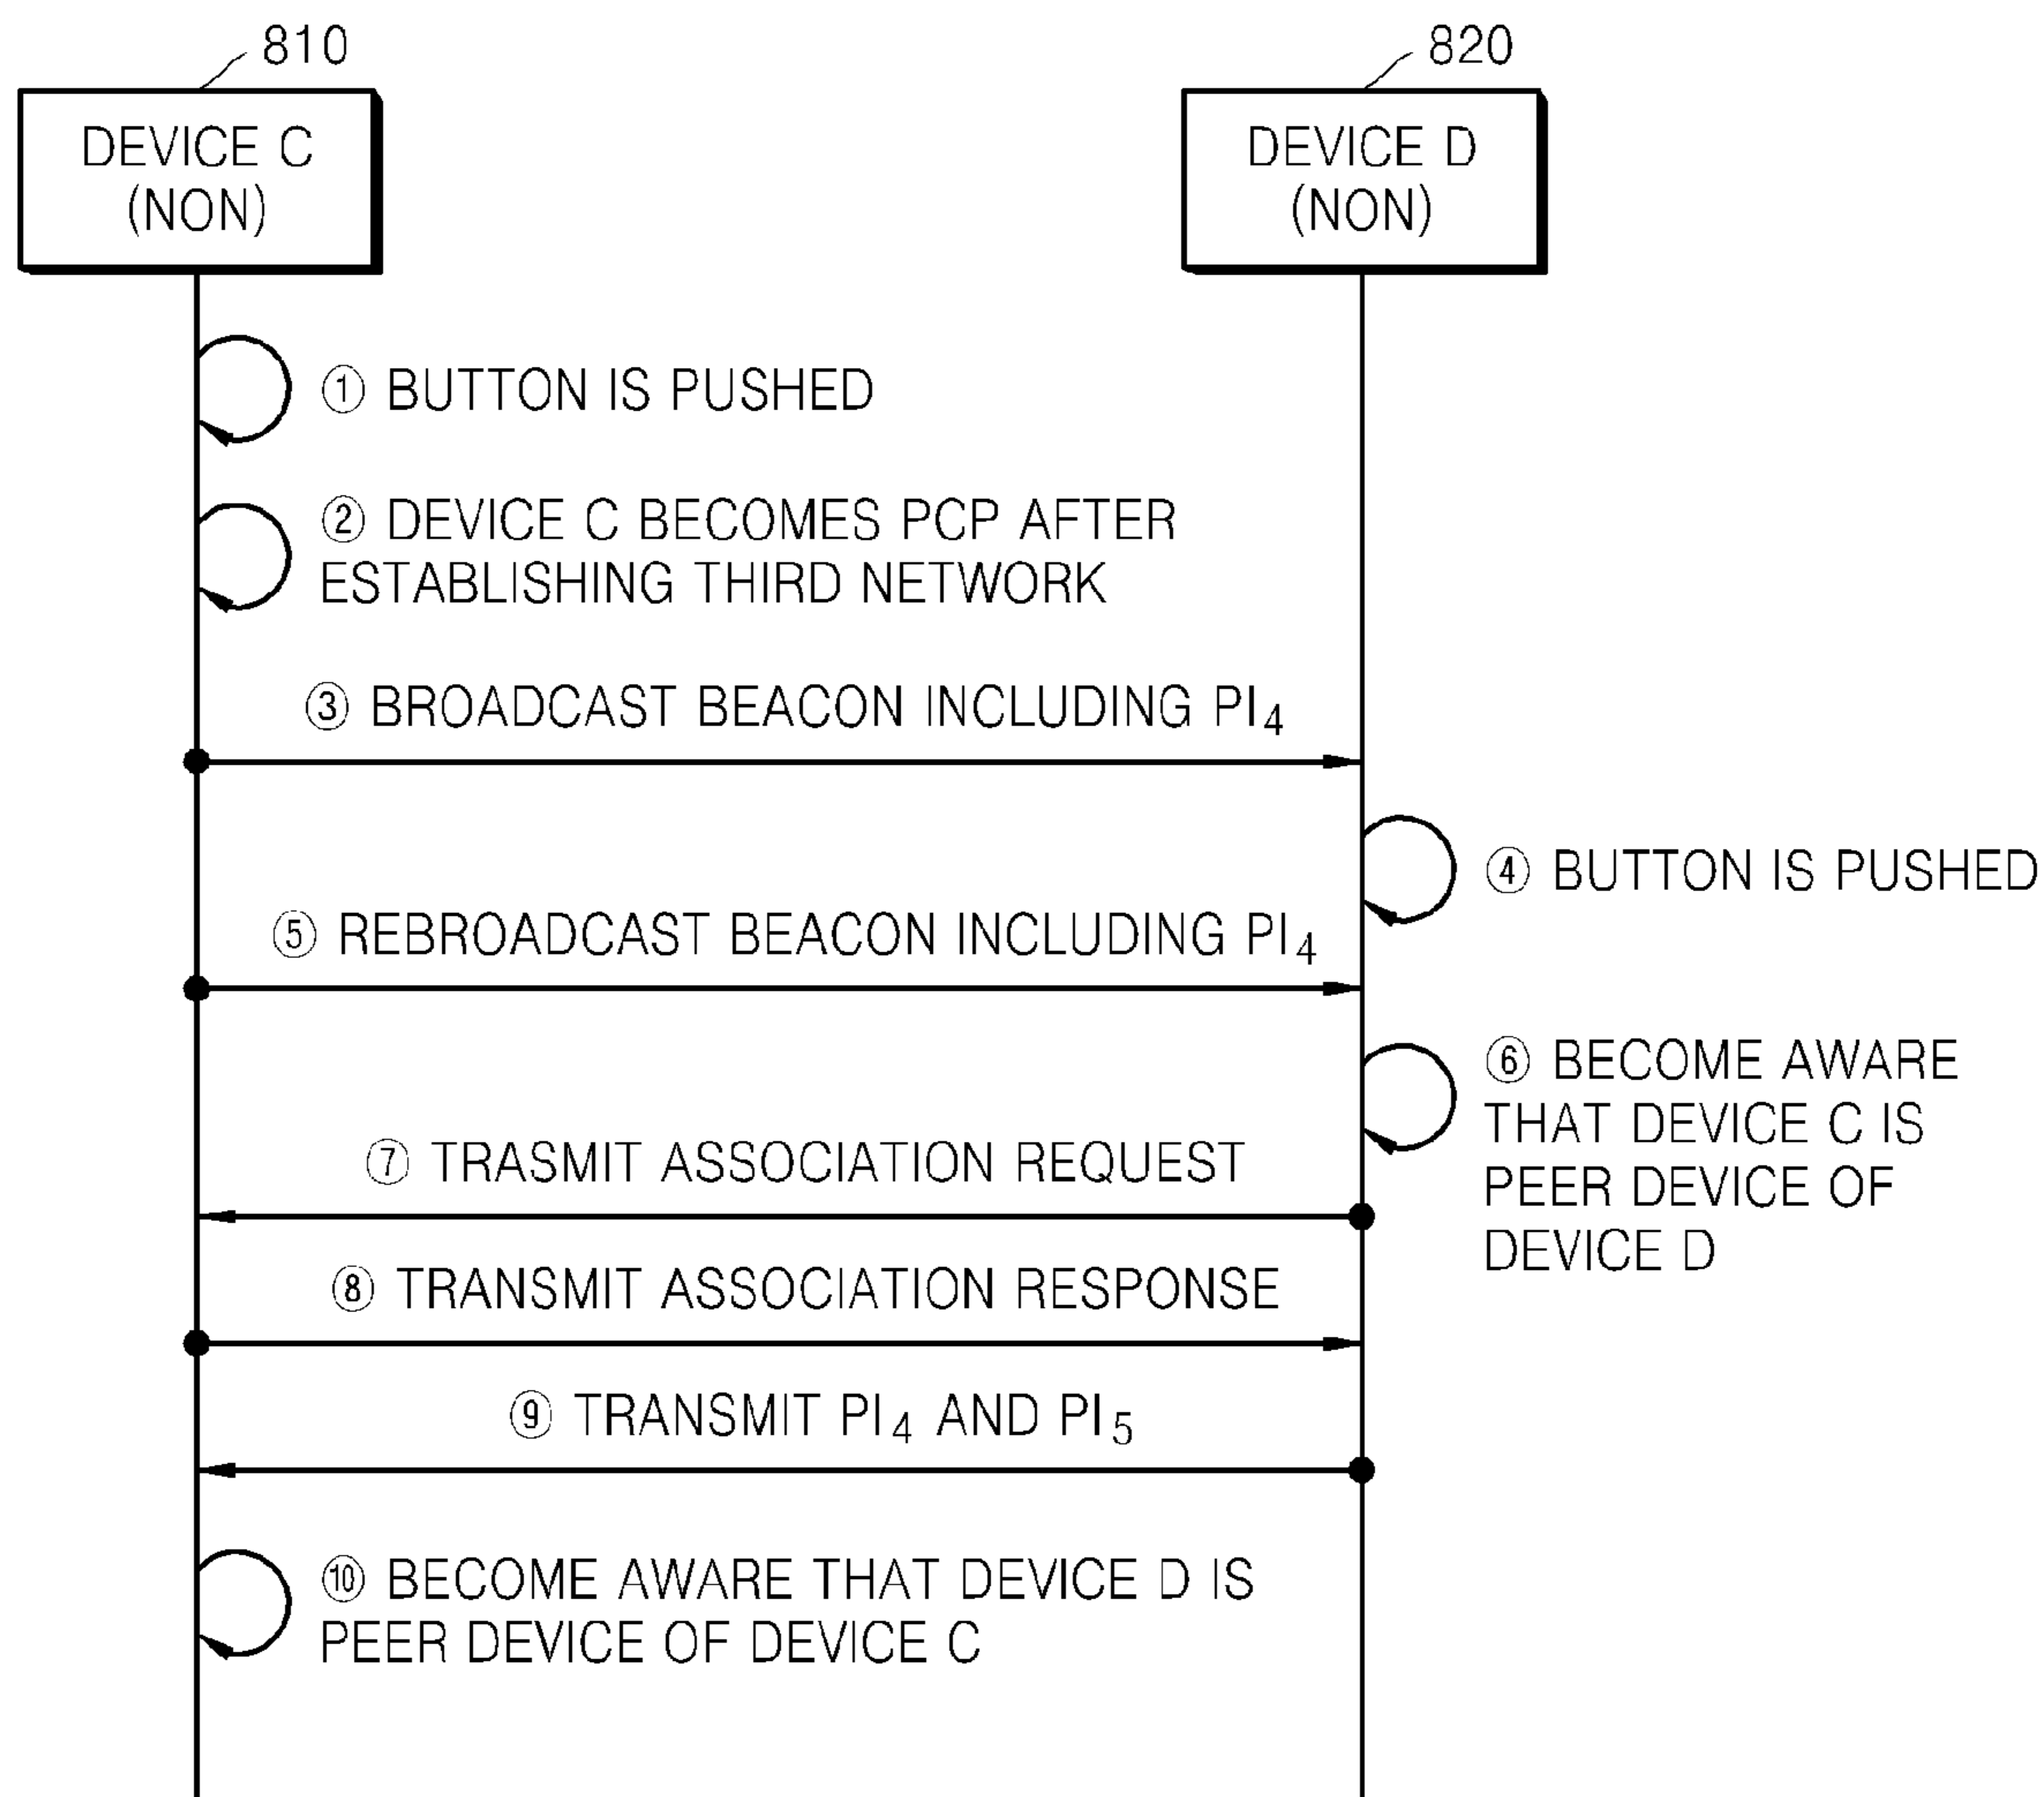 810
820
DEVICE C
(NON)
DEVICE D
(NON)
① BUTTON IS PUSHED
② DEVICE C BECOMES PCP AFTER
ESTABLISHING THIRD NETWORK
③ BROADCAST BEACON INCLUDING PI4
④ BUTTON IS PUSHED
⑤ REBROADCAST BEACON INCLUDING PI4
⑥ BECOME AWARE
THAT DEVICE C IS
PEER DEVICE OF
DEVICE D
⑦ TRASMIT ASSOCIATION REQUEST
⑧ TRANSMIT ASSOCIATION RESPONSE
⑨ TRANSMIT PI4 AND PI5
⑩ BECOME AWARE THAT DEVICE D IS
PEER DEVICE OF DEVICE C